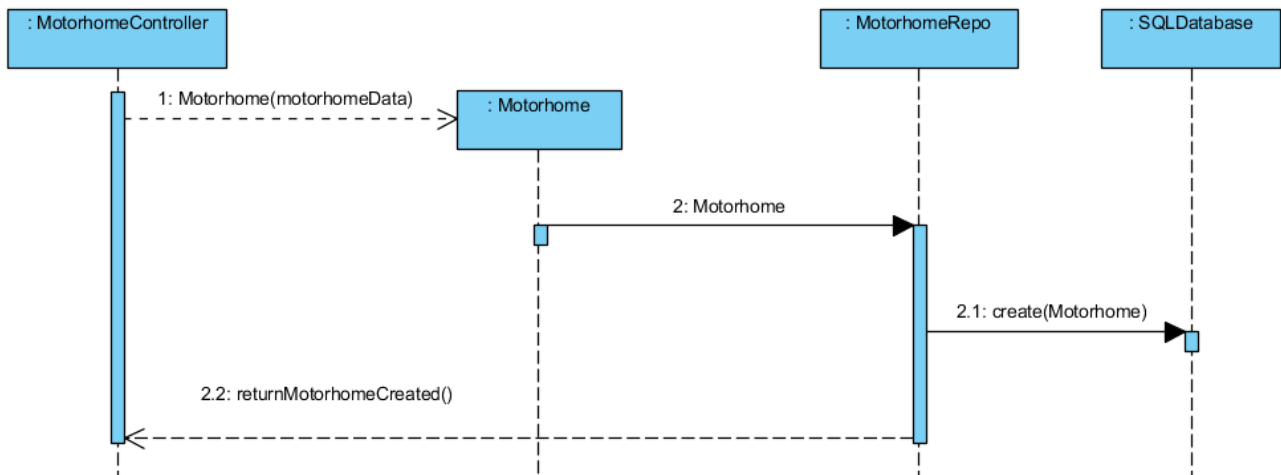 : MotorhomeController
: MotorhomeRepo
: SQLDatabase
1: Motorhome(motorhomeData)
: Motorhome
2: Motorhome
2.1: create(Motorhome)
2.2: returnMotorhomeCreated()